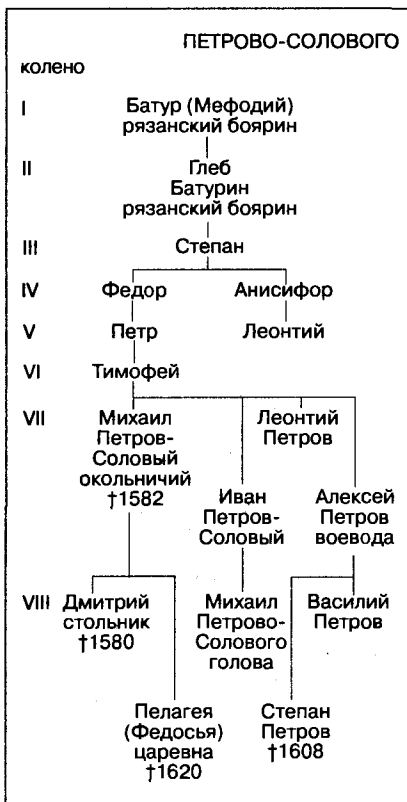 ПЕТРОВО-СОЛОВОГО
колено
I Батур (Мефодий)
рязанский боярин
II Глеб
Батурин
рязанский боярин
III Степан
IV Федор Анисифор
V Петр Леонтий
VI Тимофей
VII Михаил
Петров-
Соловый
окольничий
†1582
Леонтий
Петров
Иван
Петров-
Соловый
Алексей
Петров
воевода
VIII Дмитрий
стольник
†1580
Михаил
Петрово-
Солового
голова
Василий
Петров
Пелагея
(Федосья)
царевна
†1620
Степан
Петров
†1608